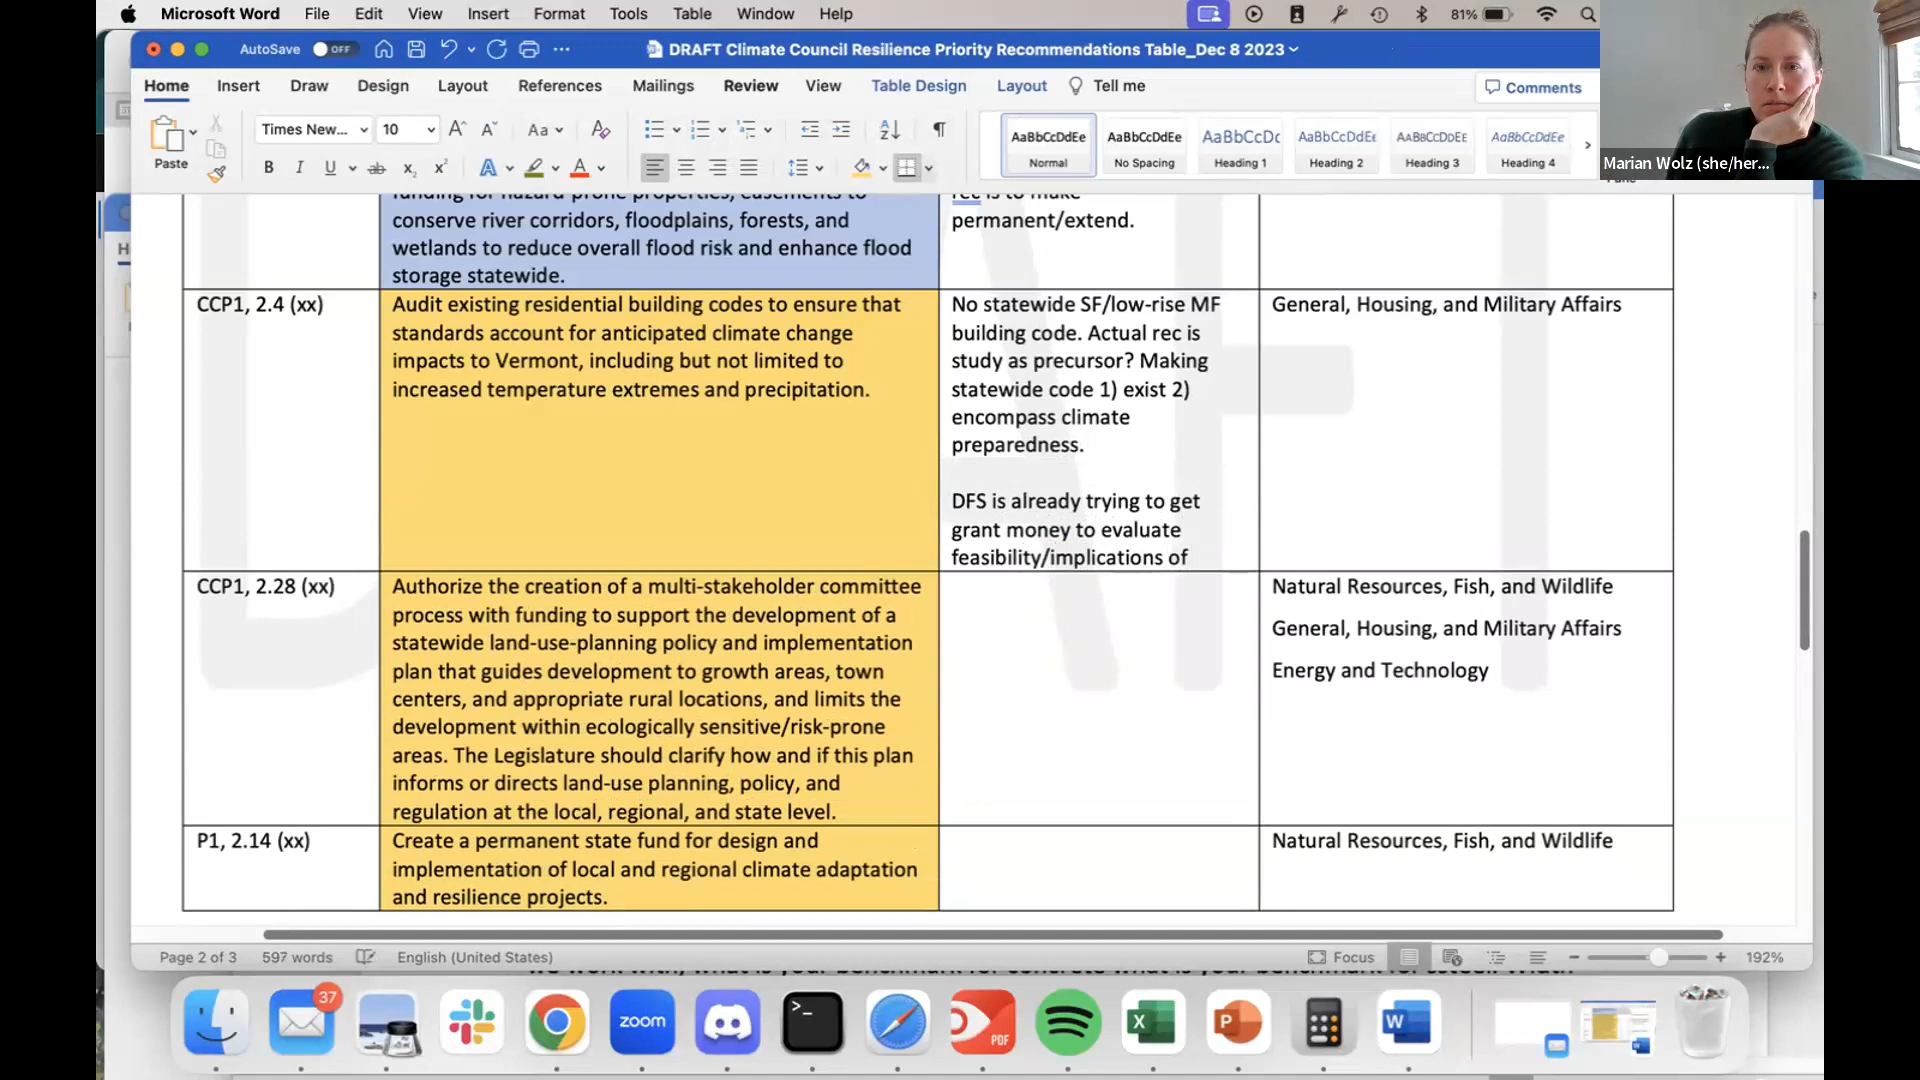 Microsoft Word File Edit View Insert Format Tools Table Window Help 81%
AutoSave OFF DRAFT Climate Council Resilience Priority Recommendations Table_Dec 8 2023
Home Insert Draw Design Layout References Mailings Review View Table Design Layout Tell me Comments
Paste Times New... 10 Aa
AaBbCcDdEe AaBbCcDdEe AaBbCcDc AaBbCcDdEe AaBbCcDdEe AaBbCcDdEe
Normal No Spacing Heading 1 Heading 2 Heading 3 Heading 4
Marian Wolz (she/her...
funding for hazard-prone properties, easements to
conserve river corridors, floodplains, forests, and
wetlands to reduce overall flood risk and enhance flood
storage statewide.
rec is to make
permanent/extend.
CCP1, 2.4 (xx)
Audit existing residential building codes to ensure that
standards account for anticipated climate change
impacts to Vermont, including but not limited to
increased temperature extremes and precipitation.
No statewide SF/low-rise MF
building code. Actual rec is
study as precursor? Making
statewide code 1) exist 2)
encompass climate
preparedness.
DFS is already trying to get
grant money to evaluate
feasibility/implications of
General, Housing, and Military Affairs
CCP1, 2.28 (xx)
Authorize the creation of a multi-stakeholder committee
process with funding to support the development of a
statewide land-use-planning policy and implementation
plan that guides development to growth areas, town
centers, and appropriate rural locations, and limits the
development within ecologically sensitive/risk-prone
areas. The Legislature should clarify how and if this plan
informs or directs land-use planning, policy, and
regulation at the local, regional, and state level.
Natural Resources, Fish, and Wildlife
General, Housing, and Military Affairs
Energy and Technology
P1, 2.14 (xx)
Create a permanent state fund for design and
implementation of local and regional climate adaptation
and resilience projects.
Natural Resources, Fish, and Wildlife
Page 2 of 3 597 words English (United States) Focus 192%
37
zoom
PDF